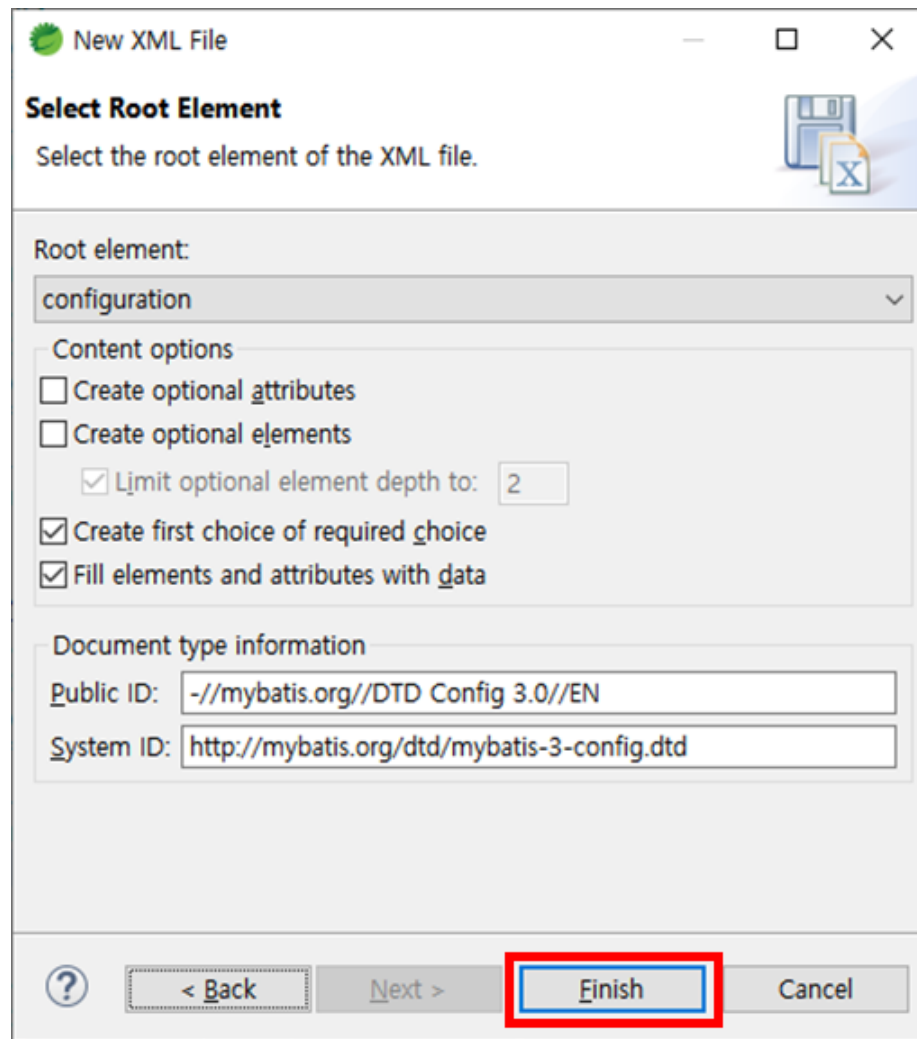 New XML File
Select Root Element
Select the root element of the XML file.
X
Root element:
configuration
Content options
Create optional attributes
Create optional elements
Limit optional element depth to: 2
Create first choice of required choice
Fill elements and attributes with data
Document type information
Public ID: -//mybatis.org//DTD Config 3.0//EN
System ID: http://mybatis.org/dtd/mybatis-3-config.dtd
? < Back Next > Finish Cancel